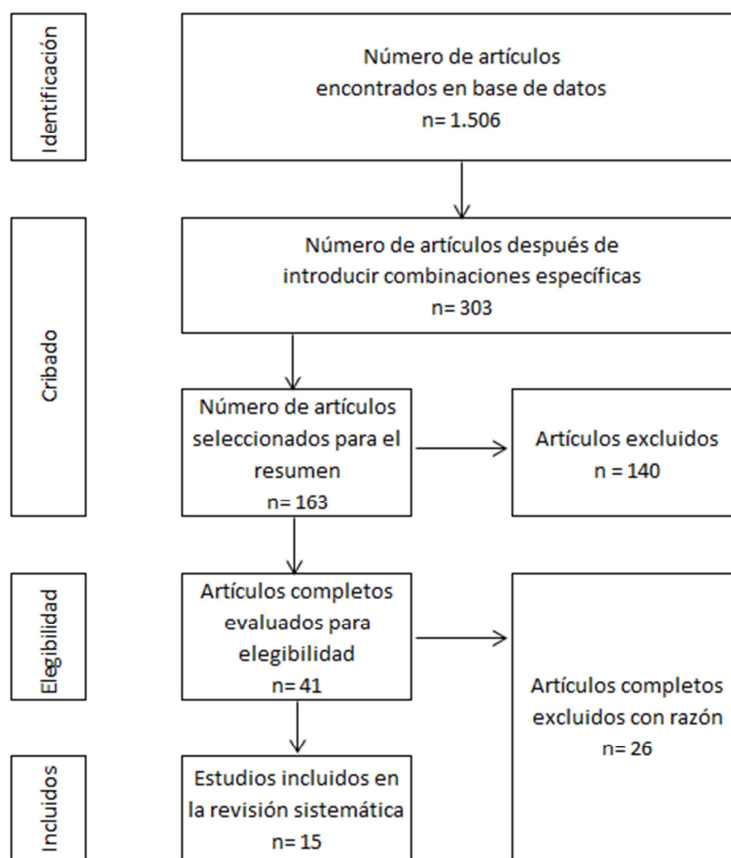 Identificación
Número de artículos
encontrados en base de datos
n= 1.506
Cribado
Número de artículos después de
introducir combinaciones específicas
n= 303
Número de artículos
seleccionados para el
resumen
n= 163
Artículos excluidos
n = 140
Elegibilidad
Artículos completos
evaluados para
elegibilidad
n= 41
Artículos completos
excluidos con razón
n= 26
Incluidos
Estudios incluidos en
la revisión sistemática
n= 15